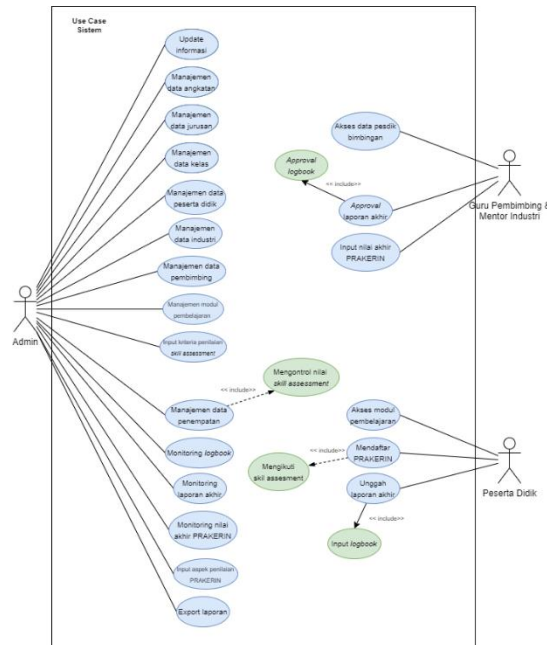 Use Case
Sistem
Update
informasi
Manajemen
data angkatan
Manajemen
data jurusan
Manajemen
data kelas
Manajemen data
peserta didik
Manajemen
data industri
Manajemen data
pembimbing
Manajemen modul
pembelajaran
Input kriteria penilaian
skill assessment
Manajemen data
penempatan
Monitoring logbook
Monitoring
laporan akhir
Monitoring nilai
akhir PRAKERIN
Input aspek penilaian
PRAKERIN
Export laporan
Admin
<< include>>
Mengontrol nilai
skill assessment
Akses data pesdik
bimbingan
Approval
logbook
<< include>>
Approval
laporan akhir
Input nilai akhir
PRAKERIN
Guru Pembimbing &
Mentor Industri
Akses modul
pembelajaran
Mendaftar
PRAKERIN
<< include>>
Mengikuti
skil assesment
Unggah
laporan akhir
<< include>>
Input logbook
Peserta Didik